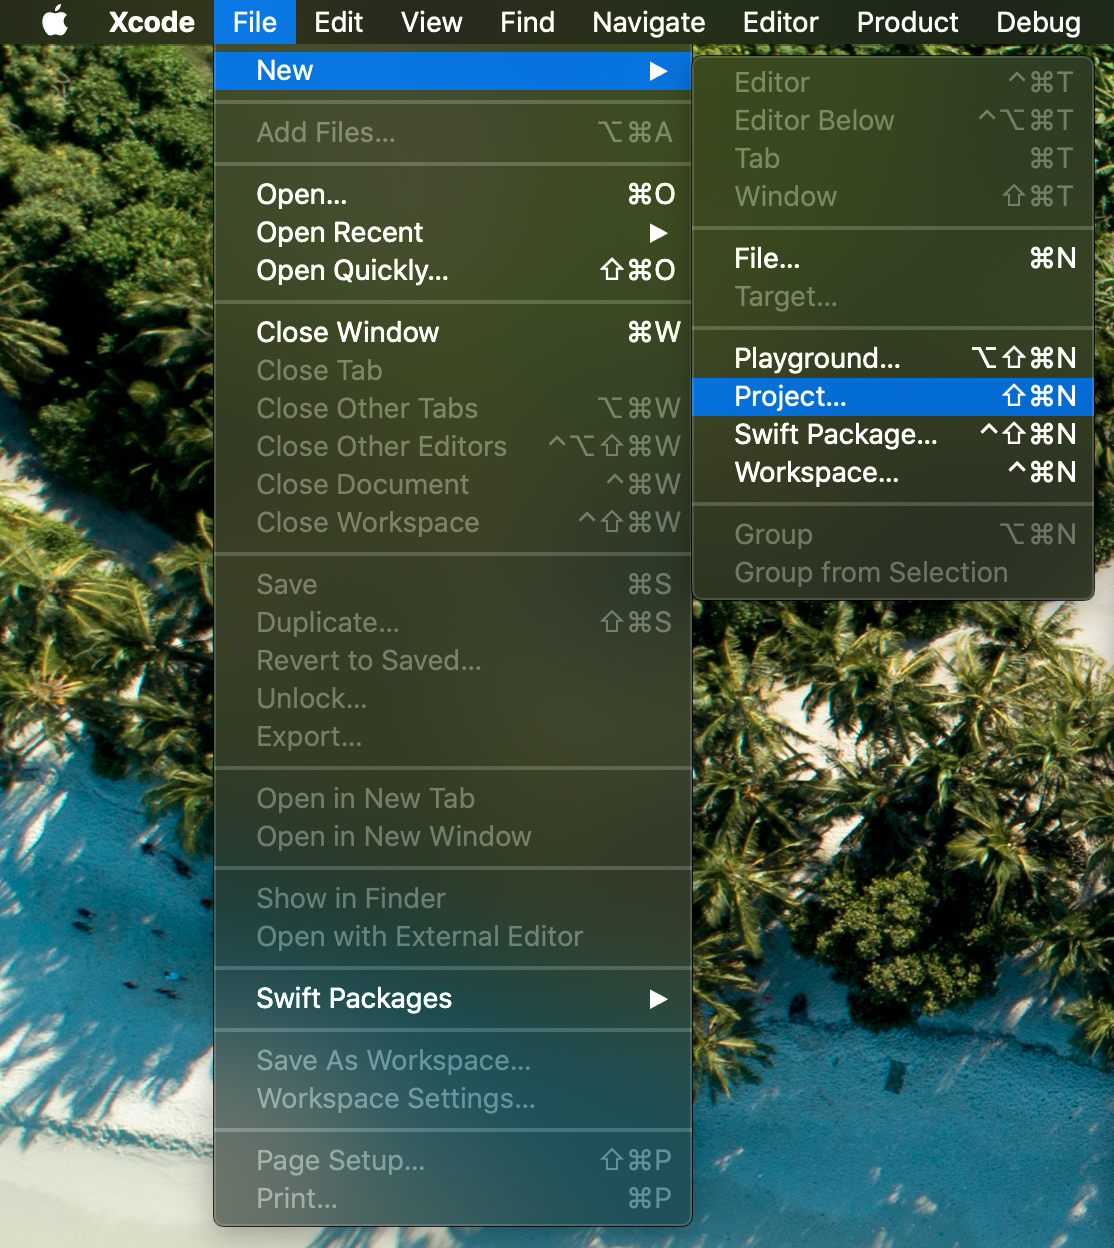 Xcode File Edit View Find Navigate Editor Product Debug
New ▶
Add Files... ⌥⌘A
Open... ⌘O
Open Recent ▶
Open Quickly... ⇧⌘O
Close Window ⌘W
Close Tab
Close Other Tabs ⌥⌘W
Close Other Editors ^⌥⇧⌘W
Close Document ^⌘W
Close Workspace ^⇧⌘W
Save ⌘S
Duplicate... ⇧⌘S
Revert to Saved...
Unlock...
Export...
Open in New Tab
Open in New Window
Show in Finder
Open with External Editor
Swift Packages ▶
Save As Workspace...
Workspace Settings...
Page Setup... ⇧⌘P
Print... ⌘P
Editor ^⌘T
Editor Below ^⌥⌘T
Tab ⌘T
Window ⇧⌘T
File... ⌘N
Target...
Playground... ⌥⇧⌘N
Project... ⇧⌘N
Swift Package... ^⇧⌘N
Workspace... ^⌘N
Group ⌥⌘N
Group from Selection